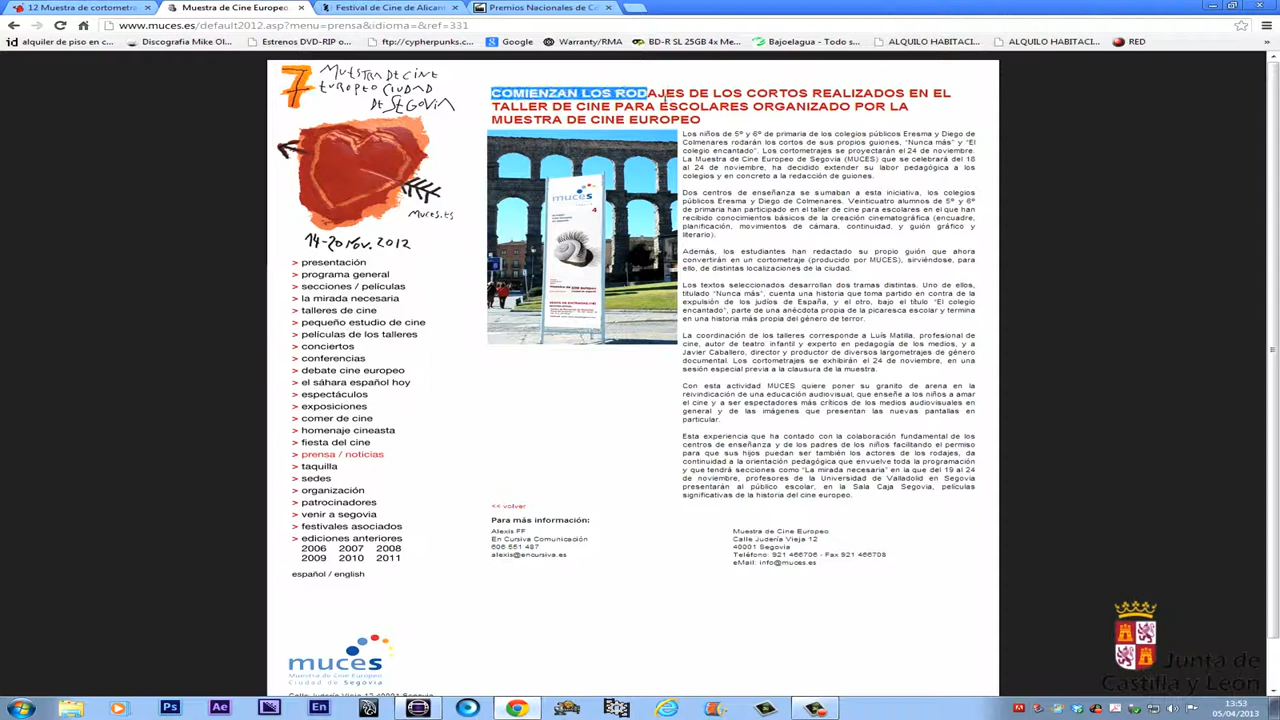 12 Muestra de cortometra
Muestra de Cine Europeo
Festival de Cine de Alicant
Premios Nacionales de C
www.muces.es/default2012.asp?menu=prensa&idioma=&ref=331
alquiler de piso en c... Discografia Mike Ol... Estrenos DVD-RIP o... ftp://cypherpunks.c... Google Warranty/RMA BD-R SL 25GB 4x Me... Bajoelagua - Todo s... ALQUILO HABITACI... ALQUILO HABITACI... RED
7 MUESTRA DE CINE
EUROPEO CIUDAD
DE SEGOVIA
Muces.es
14-20 Nov. 2012
> presentación
> programa general
> secciones / películas
> la mirada necesaria
> talleres de cine
> pequeño estudio de cine
> películas de los talleres
> conciertos
> conferencias
> debate cine europeo
> el sáhara español hoy
> espectáculos
> exposiciones
> comer de cine
> homenaje cineasta
> fiesta del cine
> prensa / noticias
> taquilla
> sedes
> organización
> patrocinadores
> venir a segovia
> festivales asociados
> ediciones anteriores
2006 2007 2008
2009 2010 2011
español / english
muces
Muestra de Cine Europeo
Ciudad de Segovia
Calle Judería Vieja 12 40001 Segovia
COMIENZAN LOS RODAJES DE LOS CORTOS REALIZADOS EN EL
TALLER DE CINE PARA ESCOLARES ORGANIZADO POR LA
MUESTRA DE CINE EUROPEO
muces
4
Los niños de 5º y 6º de primaria de los colegios públicos Eresma y Diego de
Colmenares rodarán los cortos de sus propios guiones, “Nunca más” y “El
colegio encantado”. Los cortometrajes se proyectarán el 24 de noviembre.
La Muestra de Cine Europeo de Segovia (MUCES) que se celebrará del 18
al 24 de noviembre, ha decidido extender su labor pedagógica a los
colegios y en concreto a la redacción de guiones.
Dos centros de enseñanza se sumaban a esta iniciativa, los colegios
públicos Eresma y Diego de Colmenares. Veinticuatro alumnos de 5º y 6º
de primaria han participado en el taller de cine para escolares en el que han
recibido conocimientos básicos de la creación cinematográfica (encuadre,
planificación, movimientos de cámara, continuidad, y guión gráfico y
literario).
Además, los estudiantes han redactado su propio guión que ahora
convertirán en un cortometraje (producido por MUCES), sirviéndose, para
ello, de distintas localizaciones de la ciudad.
Los textos seleccionados desarrollan dos tramas distintas. Uno de ellos,
titulado “Nunca más”, cuenta una historia que toma partido en contra de la
expulsión de los judíos de España, y el otro, bajo el título “El colegio
encantado”, parte de una anécdota propia de la picaresca escolar y termina
en una historia más propia del género de terror.
La coordinación de los talleres corresponde a Luis Matilla, profesional de
cine, autor de teatro infantil y experto en pedagogía de los medios, y a
Javier Caballero, director y productor de diversos largometrajes de género
documental. Los cortometrajes se exhibirán el 24 de noviembre, en una
sesión especial previa a la clausura de la muestra.
Con esta actividad MUCES quiere poner su granito de arena en la
reivindicación de una educación audiovisual, que enseñe a los niños a amar
el cine y a ser espectadores más críticos de los medios audiovisuales en
general y de las imágenes que presentan las nuevas pantallas en
particular.
Esta experiencia que ha contado con la colaboración fundamental de los
centros de enseñanza y de los padres de los niños facilitando el permiso
para que sus hijos puedan ser también los actores de los rodajes, da
continuidad a la orientación pedagógica que envuelve toda la programación
y que tendrá secciones como “La mirada necesaria” en la que del 19 al 24
de noviembre, profesores de la Universidad de Valladolid en Segovia
presentarán al público escolar, en la Sala Caja Segovia, películas
significativas de la historia del cine europeo.
<< volver
Para más información:
Alexis FF
En Cursiva Comunicación
606 551 487
alexis@encursiva.es
Muestra de Cine Europeo
Calle Judería Vieja 12
40001 Segovia
Teléfono: 921 466706 - Fax 921 466708
eMail: info@muces.es
Junta de
Castilla y León
Ps Ae En
ES
13:53
05/04/2013